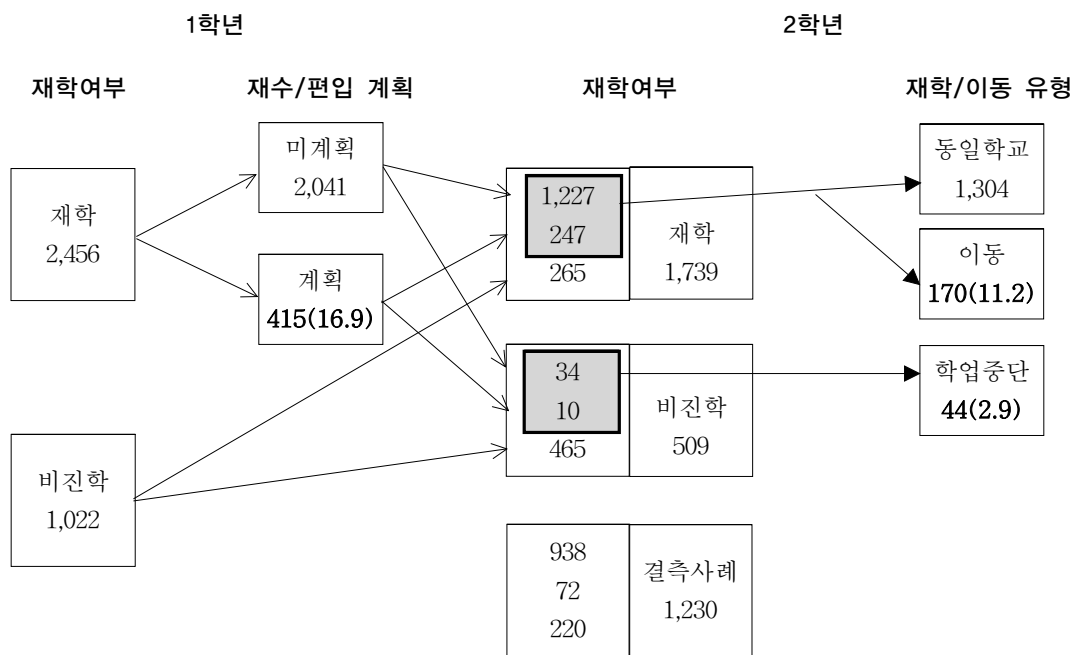 1학년
2학년
재학여부
재수/편입 계획
재학여부
재학/이동 유형
재학
2,456
비진학
1,022
미계획
2,041
계획
415(16.9)
1,227
247
265
재학
1,739
34
10
465
비진학
509
938
72
220
결측사례
1,230
동일학교
1,304
이동
170(11.2)
학업중단
44(2.9)